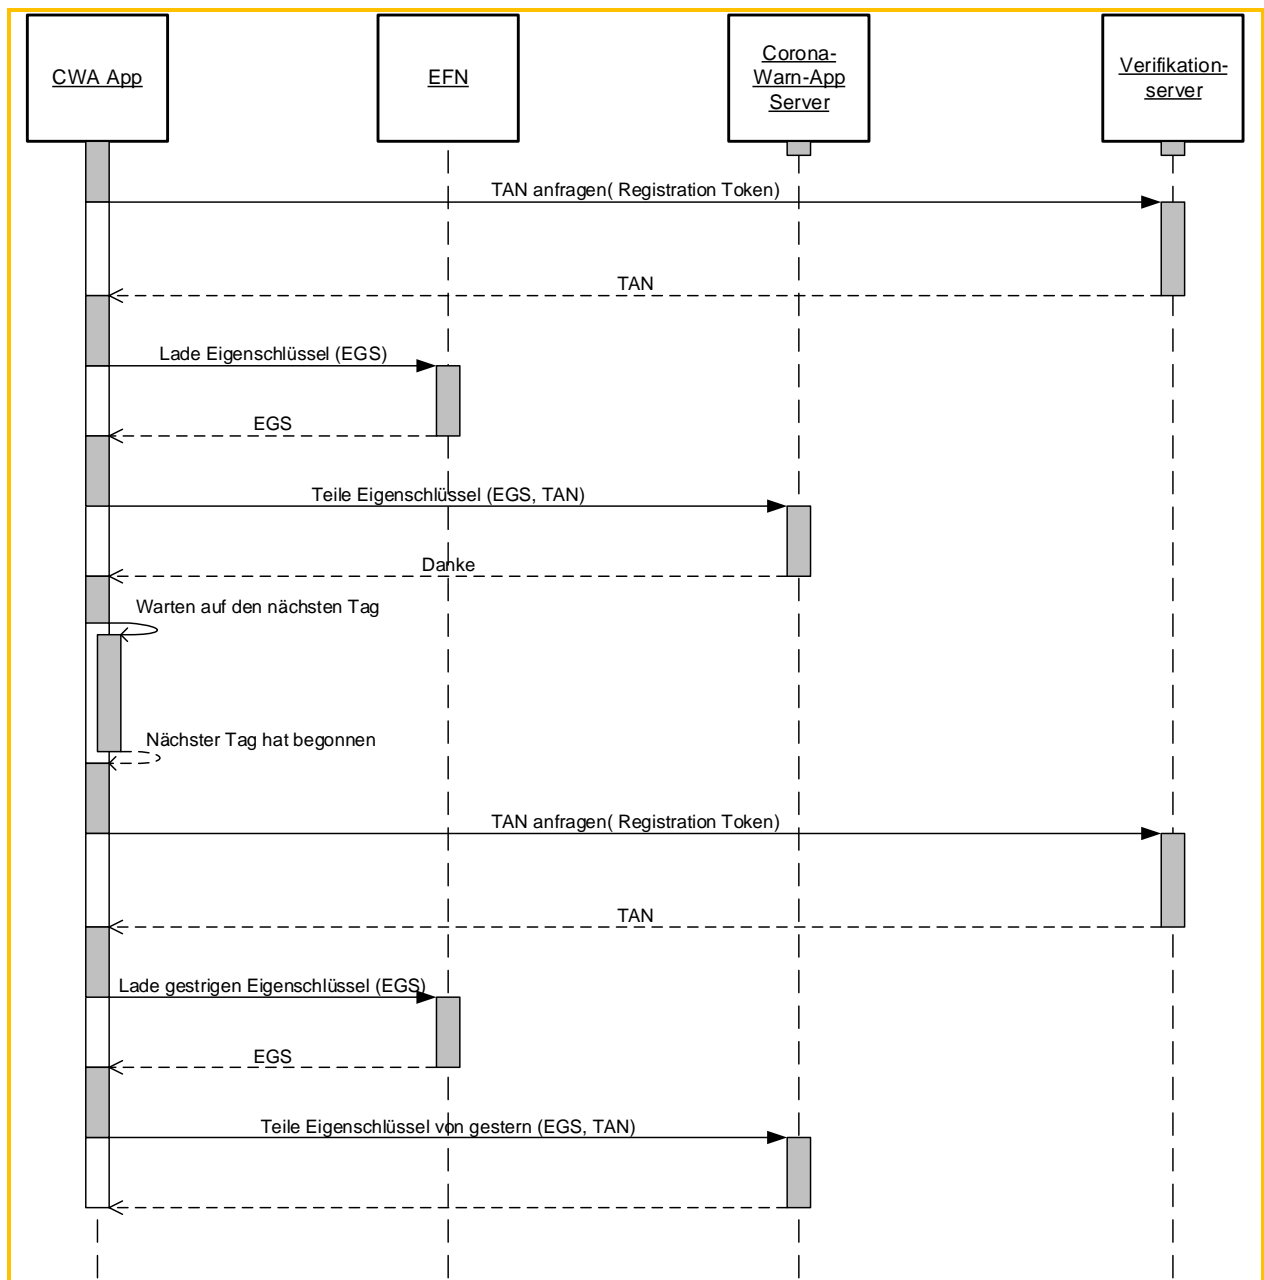 CWA App
EFN
Corona-
Warn-App
Server
Verifikation-
server
TAN anfragen( Registration Token)
TAN
Lade Eigenschlüssel (EGS)
EGS
Teile Eigenschlüssel (EGS, TAN)
Danke
Warten auf den nächsten Tag
Nächster Tag hat begonnen
TAN anfragen( Registration Token)
TAN
Lade gestrigen Eigenschlüssel (EGS)
EGS
Teile Eigenschlüssel von gestern (EGS, TAN)